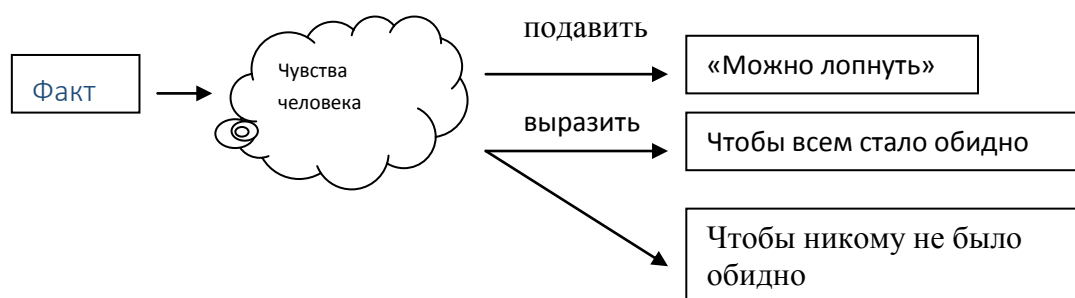 Факт
Чувства
человека
подавить
«Можно лопнуть»
выразить
Чтобы всем стало обидно
Чтобы никому не было
обидно